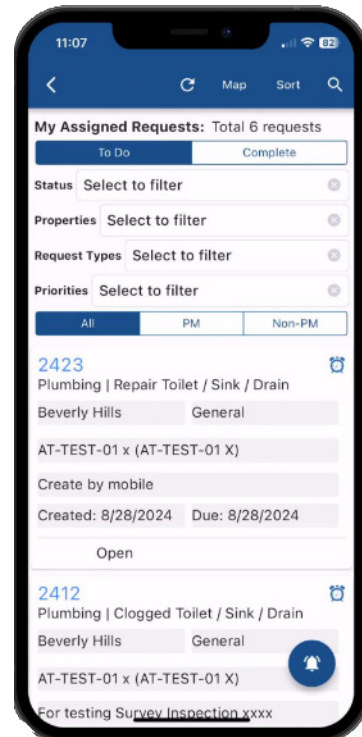 11:07
82
Map Sort
My Assigned Requests: Total 6 requests
To Do Complete
Status Select to filter
Properties Select to filter
Request Types Select to filter
Priorities Select to filter
All PM Non-PM
2423
Plumbing | Repair Toilet / Sink / Drain
Beverly Hills General
AT-TEST-01 x (AT-TEST-01 X)
Create by mobile
Created: 8/28/2024 Due: 8/28/2024
Open
2412
Plumbing | Clogged Toilet / Sink / Drain
Beverly Hills General
AT-TEST-01 x (AT-TEST-01 X)
For testing Survey Inspection xxxx